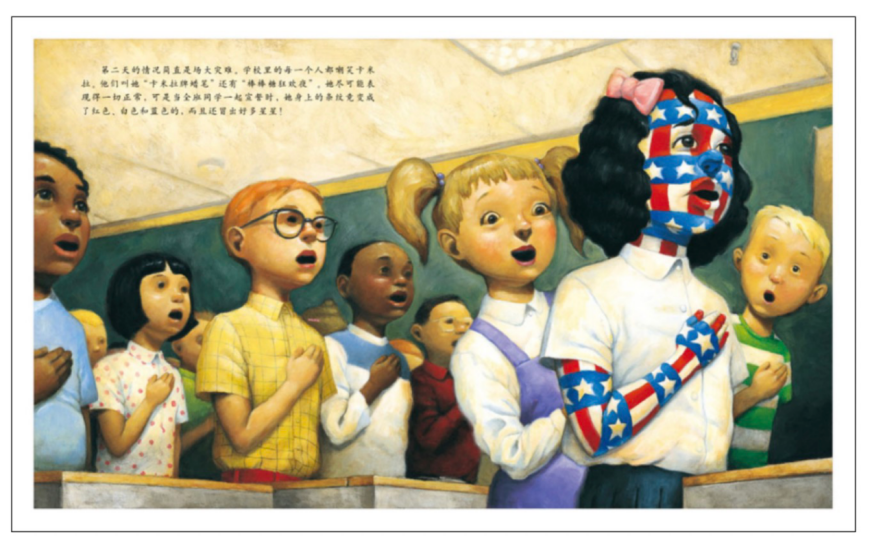 第二天的情况简直是场大灾难。学校里的每一个人都嘲笑卡米
拉。他们叫她“卡米拉牌蜡笔”还有“棒棒糖狂欢夜”。她尽可能表
现得一切正常，可是当全班同学一起宣誓时，她身上的条纹竟变成
了红色、白色和蓝色的，而且还冒出好多星星！